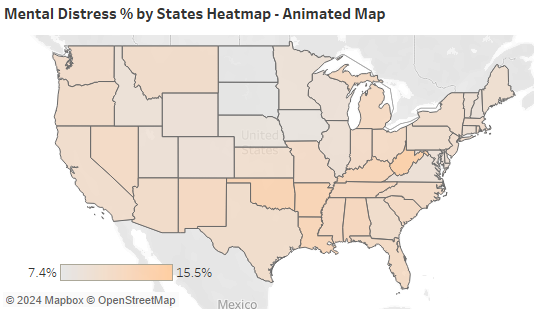 Mental Distress % by States Heatmap - Animated Map
United
States
7.4%
15.5%
© 2024 Mapbox © OpenStreetMap
Mexico